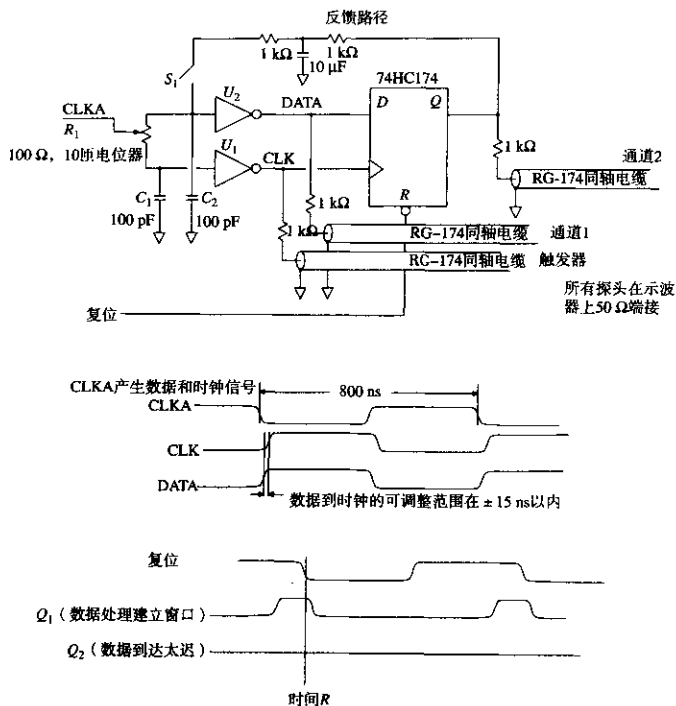 反馈路径
1 kΩ
1 kΩ
10 μF
S1
74HC174
CLKA
U2
DATA
D
Q
R1
100 Ω，10匝电位器
U1
CLK
1 kΩ
通道2
RG-174同轴电缆
C1
C2
R
100 pF
100 pF
1 kΩ
1 kΩ
RG-174同轴电缆
通道1
RG-174同轴电缆
触发器
所有探头在示波
器上50 Ω端接
复位
CLKA产生数据和时钟信号
800 ns
CLKA
CLK
DATA
数据到时钟的可调整范围在 ± 15 ns以内
复位
Q1（数据处理建立窗口）
Q2（数据到达太迟）
时间R